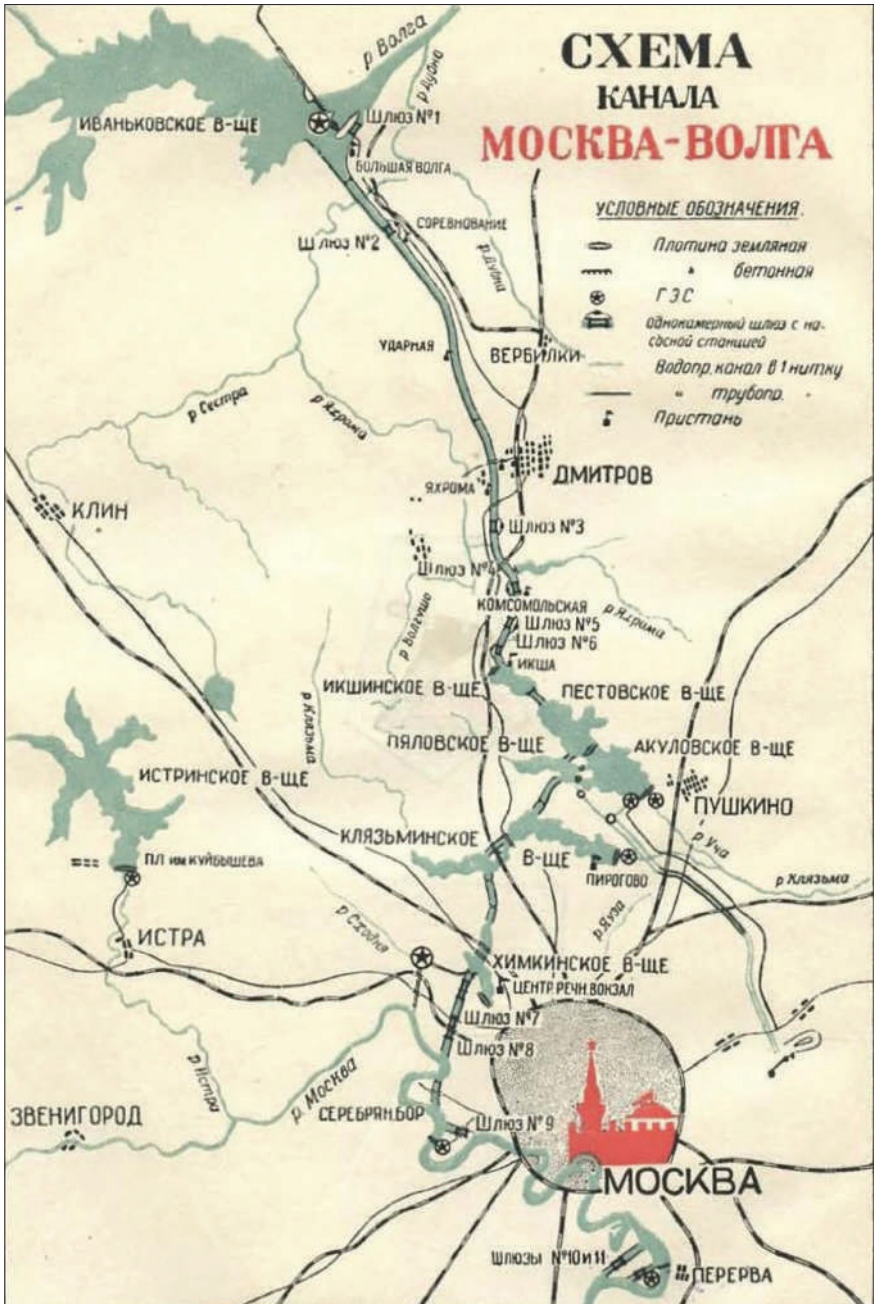 СХЕМА
КАНАЛА
МОСКВА-ВОЛГА
УСЛОВНЫЕ ОБОЗНАЧЕНИЯ.
Плотина земляная
" бетонная
ГЭС
Однокамерный шлюз с на-
сосной станцией
Водопр. канал в 1 нитку
" трубопр.
Пристань
р Волга
р Дубна
ИВАНЬКОВСКОЕ В-ЩЕ
Шлюз №1
БОЛЬШАЯ ВОЛГА
СОРЕВНОВАНИЕ
Шлюз №2
р. Дубна
УДАРНАЯ
ВЕРБИЛКИ
р. Сестра
р. Яхрома
ДМИТРОВ
ЯХРОМА
КЛИН
Шлюз №3
Шлюз №4
КОМСОМОЛЬСКАЯ
р. Яхрома
Шлюз №5
р Волгуша
Шлюз №6
ИКША
ИКШИНСКОЕ В-ЩЕ
ПЕСТОВСКОЕ В-ЩЕ
р Клязьма
ПЯЛОВСКОЕ В-ЩЕ
АКУЛОВСКОЕ В-ЩЕ
ИСТРИНСКОЕ В-ЩЕ
ПУШКИНО
КЛЯЗЬМИНСКОЕ
В-ЩЕ
р Уча
ПЛ им КУЙБЫШЕВА
ПИРОГОВО
р Клязьма
р Сходня
р.Яуза
ИСТРА
ХИМКИНСКОЕ В-ЩЕ
ЦЕНТР. РЕЧН. ВОКЗАЛ
Шлюз №7
Шлюз №8
р. Истра
р. Москва
ЗВЕНИГОРОД
СЕРЕБРЯН. БОР
Шлюз №9
МОСКВА
ШЛЮЗЫ №10 и 11
ПЕРЕРВА